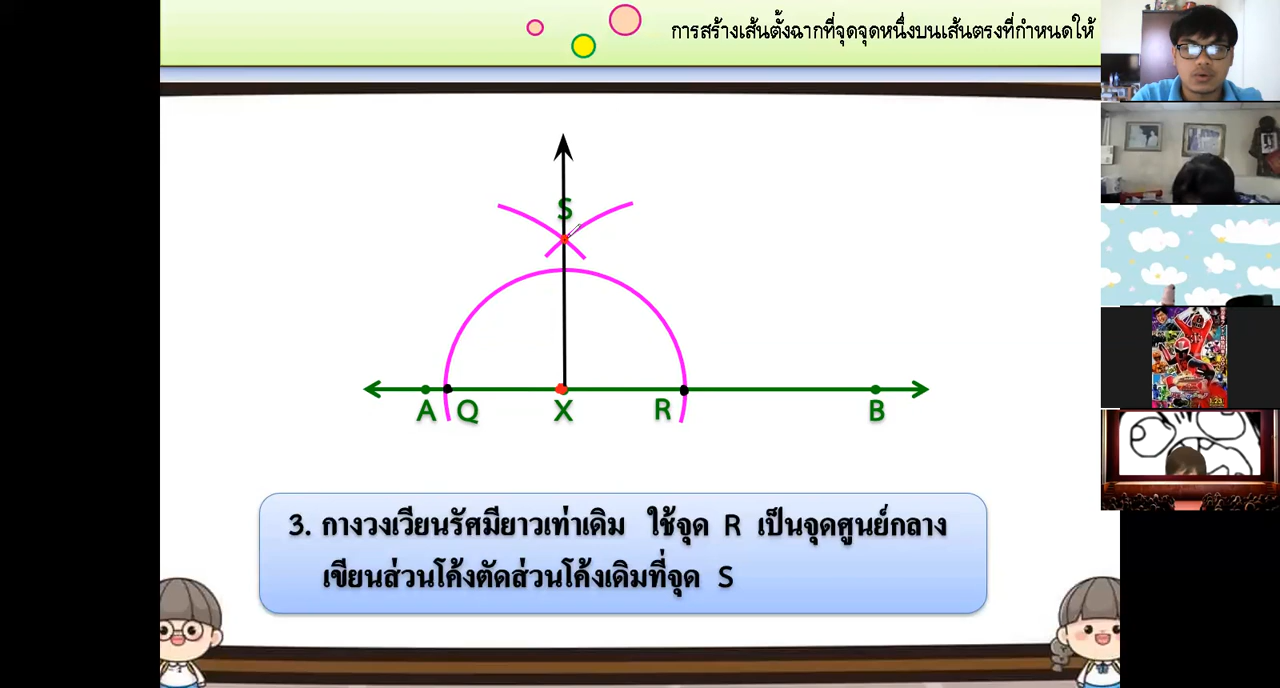 การสร้างเส้นตั้งฉากที่จุดจุดหนึ่งบนเส้นตรงที่กำหนดให้
S
A Q X R B
3. กางวงเวียนรัศมียาวเท่าเดิม ใช้จุด R เป็นจุดศูนย์กลาง
เขียนส่วนโค้งตัดส่วนโค้งเดิมที่จุด S